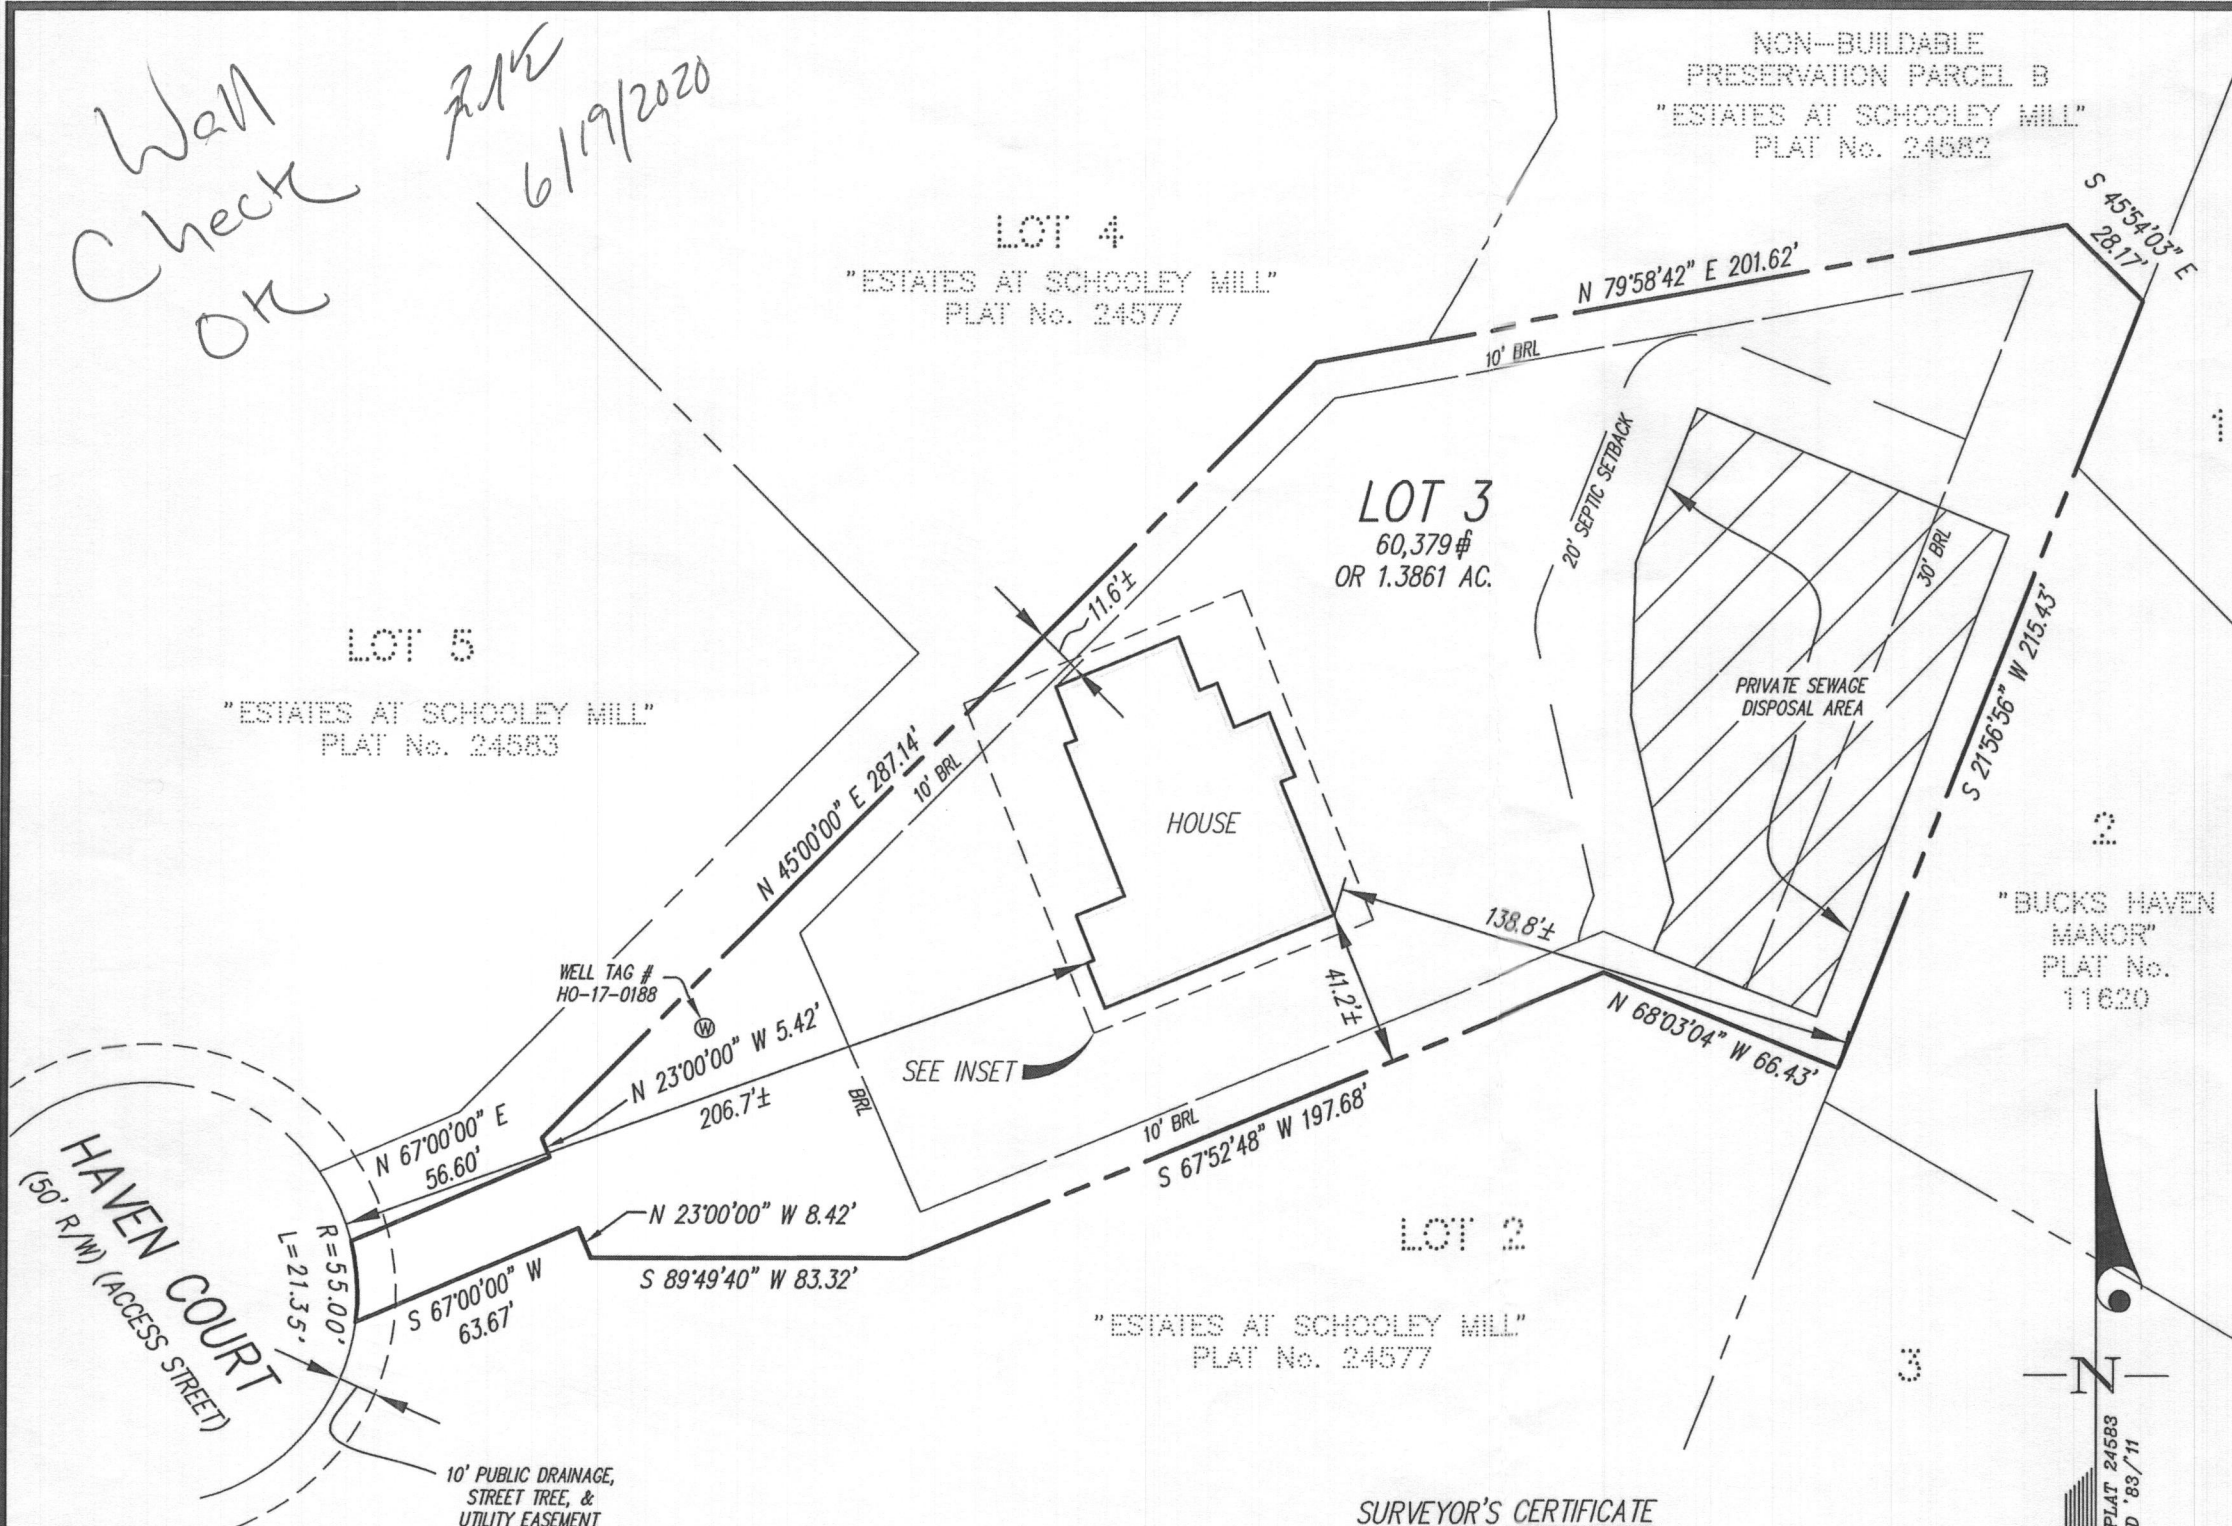 Wall
Check
OK
6/19/2020
NON-BUILDABLE
PRESERVATION PARCEL B
"ESTATES AT SCHOOLEY MILL"
PLAT No. 24582
S 45°54'03" E
28.17'
LOT 4
"ESTATES AT SCHOOLEY MILL"
PLAT No. 24577
N 79°58'42" E 201.62'
10' BRL
1
20' SEPTIC SETBACK
LOT 3
60,379
OR 1.3861 AC.
30' BRL
11.6'±
LOT 5
"ESTATES AT SCHOOLEY MILL"
PLAT No. 24583
PRIVATE SEWAGE
DISPOSAL AREA
S 21°56'56" W 215.43'
N 45°00'00" E 287.14'
10' BRL
HOUSE
2
"BUCKS HAVEN
MANOR"
PLAT No.
11620
138.8'±
41.2'±
WELL TAG #
HO-17-0188
W
N 23°00'00" W 5.42'
SEE INSET
206.7'±
BRL
N 68°03'04" W 66.43'
10' BRL
S 67°52'48" W 197.68'
N 67°00'00" E
56.60'
HAVEN COURT
(50' R/W) (ACCESS STREET)
R=55.00'
L=21.35'
N 23°00'00" W 8.42'
S 89°49'40" W 83.32'
S 67°00'00" W
63.67'
LOT 2
"ESTATES AT SCHOOLEY MILL"
PLAT No. 24577
3
N
PLAT 24583
D '83/'11
10' PUBLIC DRAINAGE,
STREET TREE, &
UTILITY EASEMENT
SURVEYOR'S CERTIFICATE